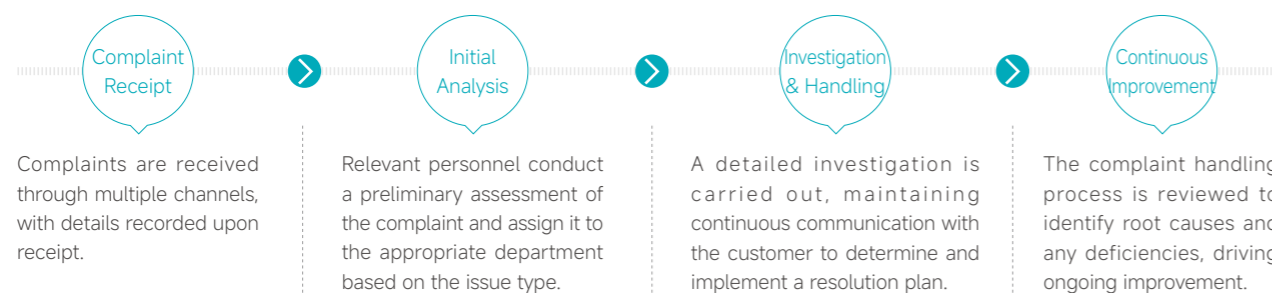 Complaint
Receipt
Complaints are received
through multiple channels,
with details recorded upon
receipt.
Initial
Analysis
Relevant personnel conduct
a preliminary assessment of
the complaint and assign it to
the appropriate department
based on the issue type.
Investigation
& Handling
A detailed investigation is
carried out, maintaining
continuous communication with
the customer to determine and
implement a resolution plan.
Continuous
Improvement
The complaint handling
process is reviewed to
identify root causes and
any deficiencies, driving
ongoing improvement.